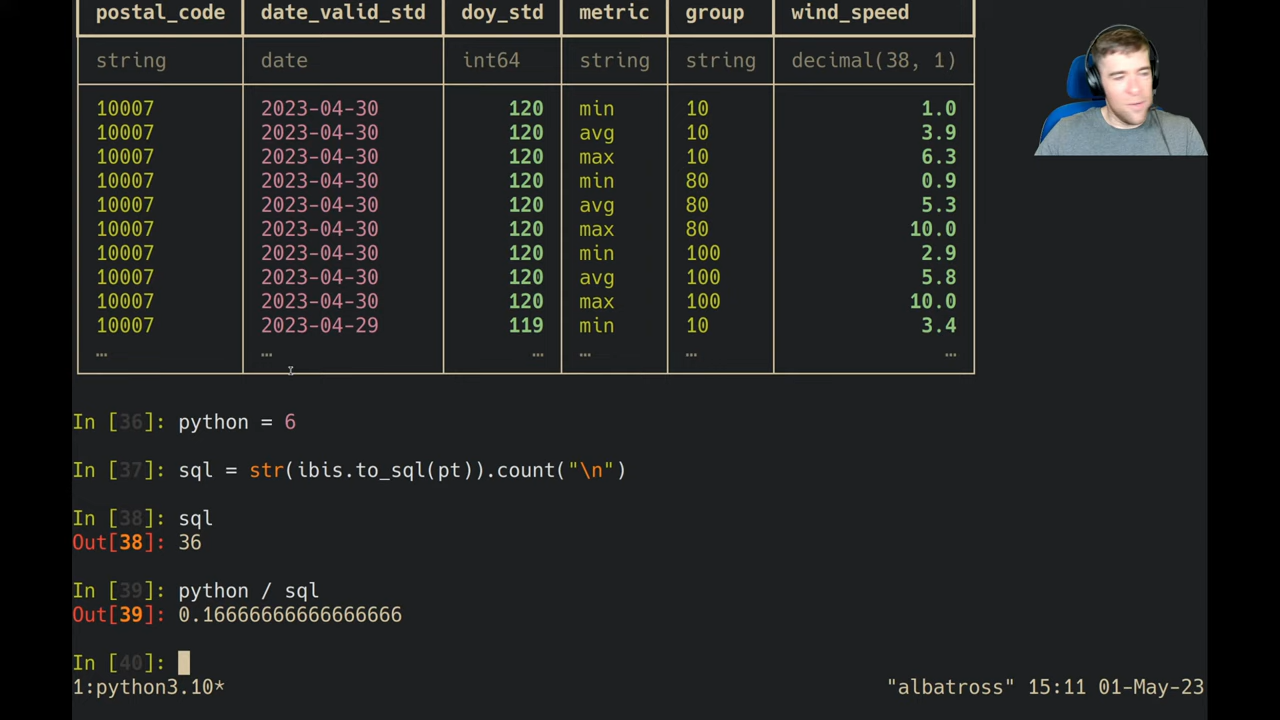 postal_code date_valid_std doy_std metric group wind_speed
string date int64 string string decimal(38, 1)
10007 2023-04-30 120 min 10 1.0
10007 2023-04-30 120 avg 10 3.9
10007 2023-04-30 120 max 10 6.3
10007 2023-04-30 120 min 80 0.9
10007 2023-04-30 120 avg 80 5.3
10007 2023-04-30 120 max 80 10.0
10007 2023-04-30 120 min 100 2.9
10007 2023-04-30 120 avg 100 5.8
10007 2023-04-30 120 max 100 10.0
10007 2023-04-29 119 min 10 3.4
… … … … … …
In [36]: python = 6
In [37]: sql = str(ibis.to_sql(pt)).count("\n")
In [38]: sql
Out[38]: 36
In [39]: python / sql
Out[39]: 0.16666666666666666
In [40]:
1:python3.10* "albatross" 15:11 01-May-23